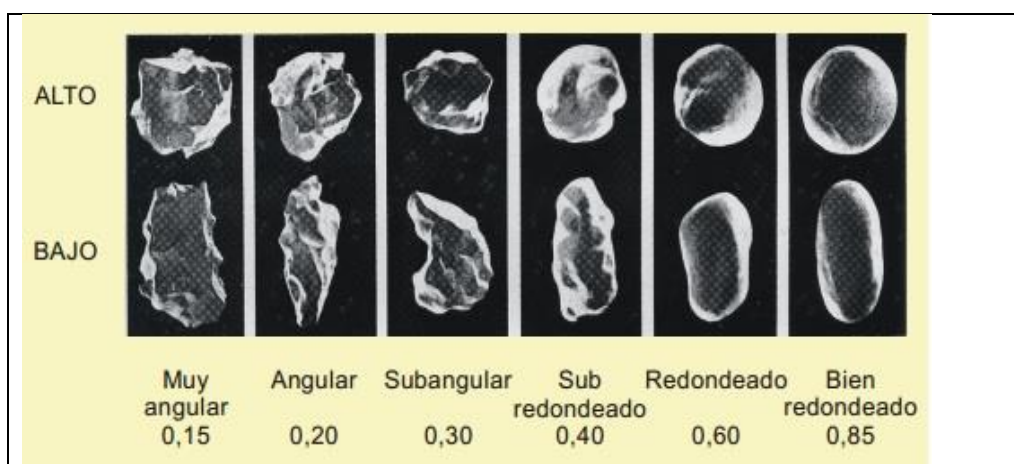 ALTO
BAJO
Muy angular
0,15
Angular
0,20
Subangular
0,30
Sub redondeado
0,40
Redondeado
0,60
Bien redondeado
0,85